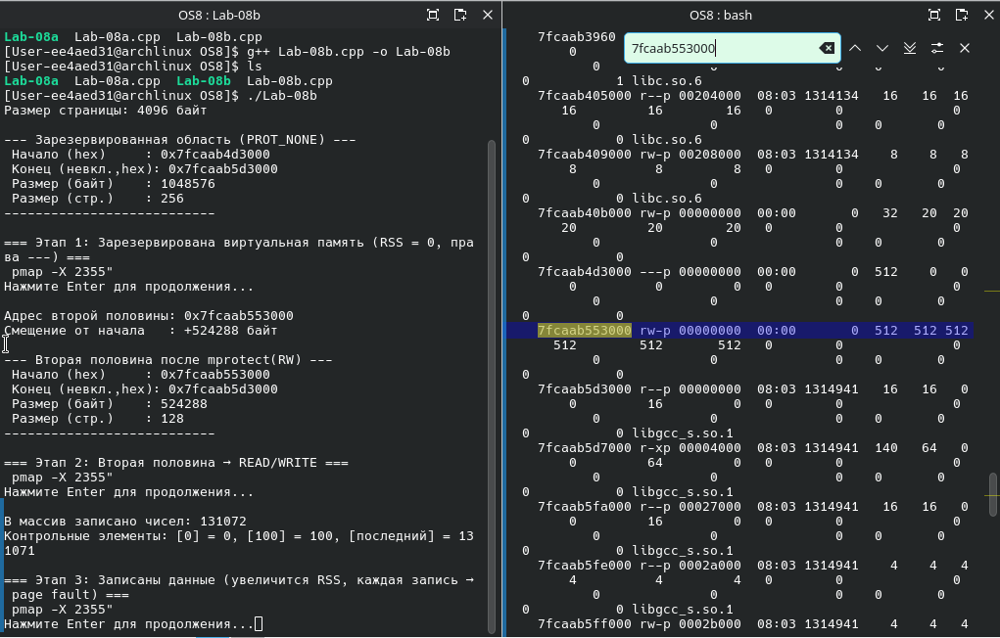 OS8 : Lab-08b
Lab-08a  Lab-08a.cpp  Lab-08b.cpp
[User-ee4aed31@archlinux OS8]$ g++ Lab-08b.cpp -o Lab-08b
[User-ee4aed31@archlinux OS8]$ ls
Lab-08a  Lab-08a.cpp  Lab-08b  Lab-08b.cpp
[User-ee4aed31@archlinux OS8]$ ./Lab-08b
Размер страницы: 4096 байт
--- Зарезервированная область (PROT_NONE) ---
Начало (hex)     : 0x7fcaab4d3000
Конец (невкл.,hex): 0x7fcaab5d3000
Размер (байт)    : 1048576
Размер (стр.)    : 256
---------------------------
=== Этап 1: Зарезервирована виртуальная память (RSS = 0, пра
ва ---) ===
pmap -X 2355"
Нажмите Enter для продолжения...
Адрес второй половины: 0x7fcaab553000
Смещение от начала   : +524288 байт
--- Вторая половина после mprotect(RW) ---
Начало (hex)     : 0x7fcaab553000
Конец (невкл.,hex): 0x7fcaab5d3000
Размер (байт)    : 524288
Размер (стр.)    : 128
---------------------------
=== Этап 2: Вторая половина → READ/WRITE ===
pmap -X 2355"
Нажмите Enter для продолжения...
В массив записано чисел: 131072
Контрольные элементы: [0] = 0, [100] = 100, [последний] = 13
1071
=== Этап 3: Записаны данные (увеличится RSS, каждая запись →
page fault) ===
pmap -X 2355"
Нажмите Enter для продолжения...
OS8 : bash
7fcaab553000
7fcaab3960
0
0
0 1 libc.so.6
7fcaab405000 r--p 00204000 08:03 1314134 16 16 16
16 16 16 0 0 0
0 0 0 0
0 0 libc.so.6
7fcaab409000 rw-p 00208000 08:03 1314134 8 8 8
8 8 8 0 0 0
0 0 0 0
0 0 libc.so.6
7fcaab40b000 rw-p 00000000 00:00 0 32 20 20
20 20 20 0 0 0
0 0 0 0
0 0
7fcaab4d3000 ---p 00000000 00:00 0 512 0 0
0 0 0 0 0 0
0 0 0 0
0 0
7fcaab553000 rw-p 00000000 00:00 0 512 512 512
512 512 512 0 0 0
0 0 0 0
0 0
7fcaab5d3000 r--p 00000000 08:03 1314941 16 16 0
0 16 0 0 0 0
0 0 0 0
0 0 libgcc_s.so.1
7fcaab5d7000 r-xp 00004000 08:03 1314941 140 64 0
0 64 0 0 0 0
0 0 0 0
0 0 libgcc_s.so.1
7fcaab5fa000 r--p 00027000 08:03 1314941 16 16 0
0 16 0 0 0 0
0 0 0 0
0 0 libgcc_s.so.1
7fcaab5fe000 r--p 0002a000 08:03 1314941 4 4 4
4 4 4 0 0 0
0 0 0 0
0 0 libgcc_s.so.1
7fcaab5ff000 rw-p 0002b000 08:03 1314941 4 4 4